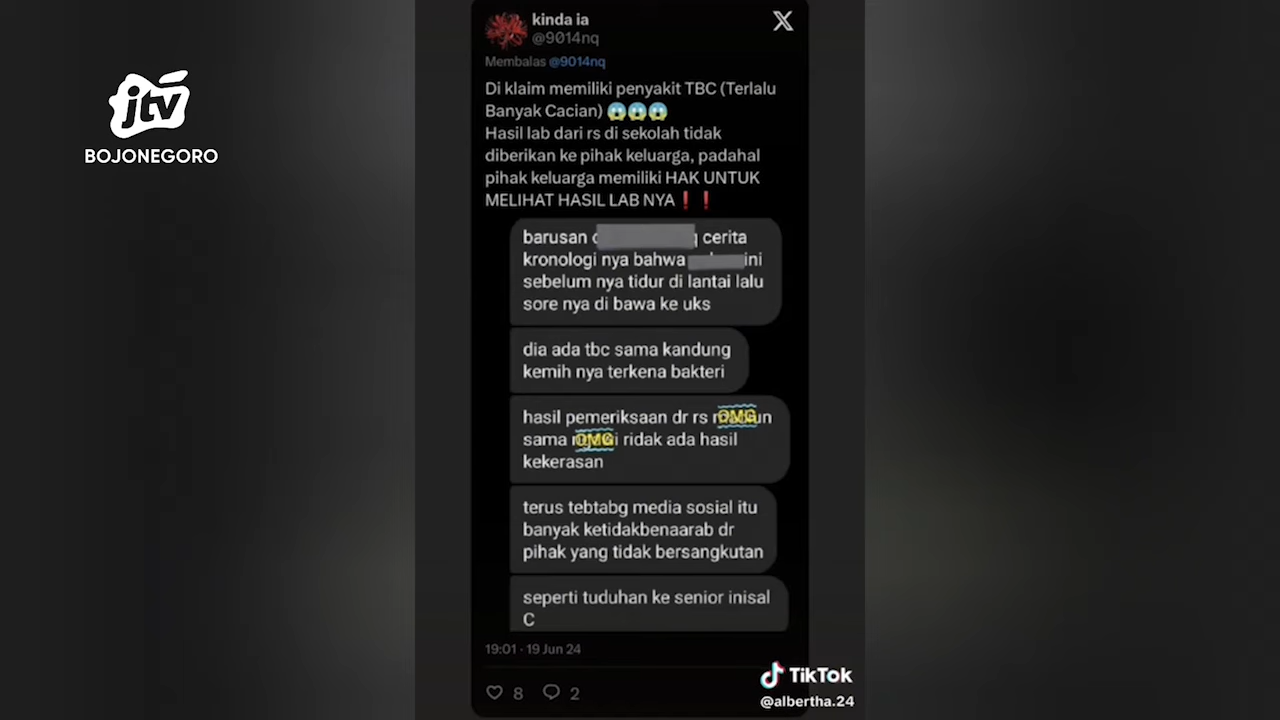 jtv
BOJONEGORO
kinda ia
@9014nq
X
Membalas @9014nq
Di klaim memiliki penyakit TBC (Terlalu
Banyak Cacian) 😱😱😱
Hasil lab dari rs di sekolah tidak
diberikan ke pihak keluarga, padahal
pihak keluarga memiliki HAK UNTUK
MELIHAT HASIL LAB NYA❗❗
barusan cerita
kronologi nya bahwa ini
sebelum nya tidur di lantai lalu
sore nya di bawa ke uks
dia ada tbc sama kandung
kemih nya terkena bakteri
hasil pemeriksaan dr rs OMG
sama OMG ridak ada hasil
kekerasan
terus tebtabg media sosial itu
banyak ketidakbenaarab dr
pihak yang tidak bersangkutan
seperti tuduhan ke senior inisal
C
19:01 · 19 Jun 24
8 2
TikTok
@albertha.24